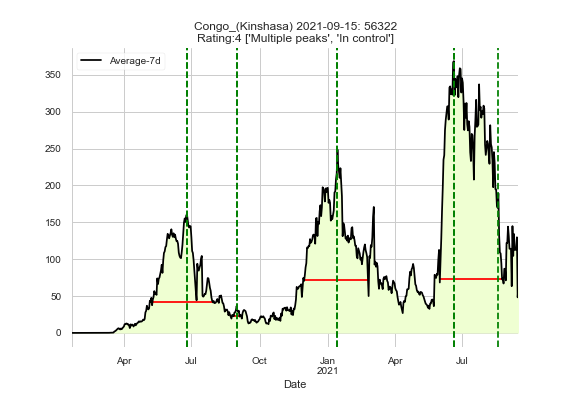 Congo_(Kinshasa) 2021-09-15: 56322
Rating:4 ['Multiple peaks', 'In control']
Average-7d
350
300
250
200
150
100
50
0
Apr
Jul
Oct
Jan
2021
Apr
Jul
Date